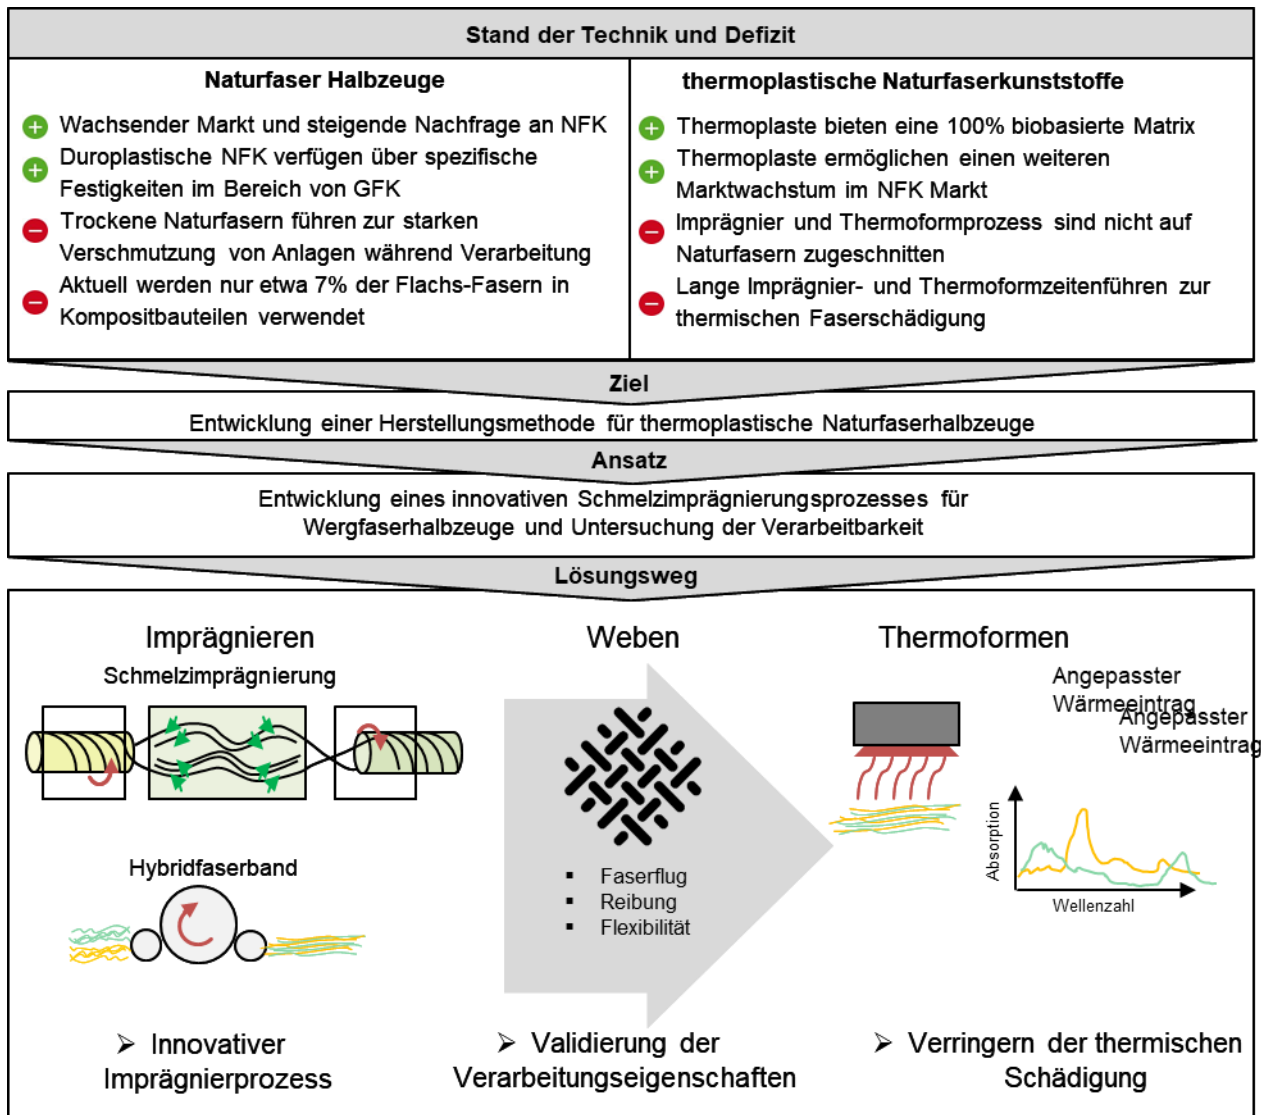 Stand der Technik und Defizit
Naturfaser Halbzeuge
Wachsender Markt und steigende Nachfrage an NFK
Duroplastische NFK verfügen über spezifische
Festigkeiten im Bereich von GFK
Trockene Naturfasern führen zur starken
Verschmutzung von Anlagen während Verarbeitung
Aktuell werden nur etwa 7% der Flachs-Fasern in
Kompositbauteilen verwendet
thermoplastische Naturfaserkunststoffe
Thermoplaste bieten eine 100% biobasierte Matrix
Thermoplaste ermöglichen einen weiteren
Marktwachstum im NFK Markt
Imprägnier und Thermoformprozess sind nicht auf
Naturfasern zugeschnitten
Lange Imprägnier- und Thermoformzeitenführen zur
thermischen Faserschädigung
Ziel
Entwicklung einer Herstellungsmethode für thermoplastische Naturfaserhalbzeuge
Ansatz
Entwicklung eines innovativen Schmelzimprägnierungsprozesses für
Wergfaserhalbzeuge und Untersuchung der Verarbeitbarkeit
Lösungsweg
Imprägnieren
Schmelzimprägnierung
Hybridfaserband
➢ Innovativer
Imprägnierprozess
Weben
▪ Faserflug
▪ Reibung
▪ Flexibilität
➢ Validierung der
Verarbeitungseigenschaften
Thermoformen
Angepasster
Wärmeeintrag
Angepasster
Wärmeeintrag
Absorption
Wellenzahl
➢ Verringern der thermischen
Schädigung